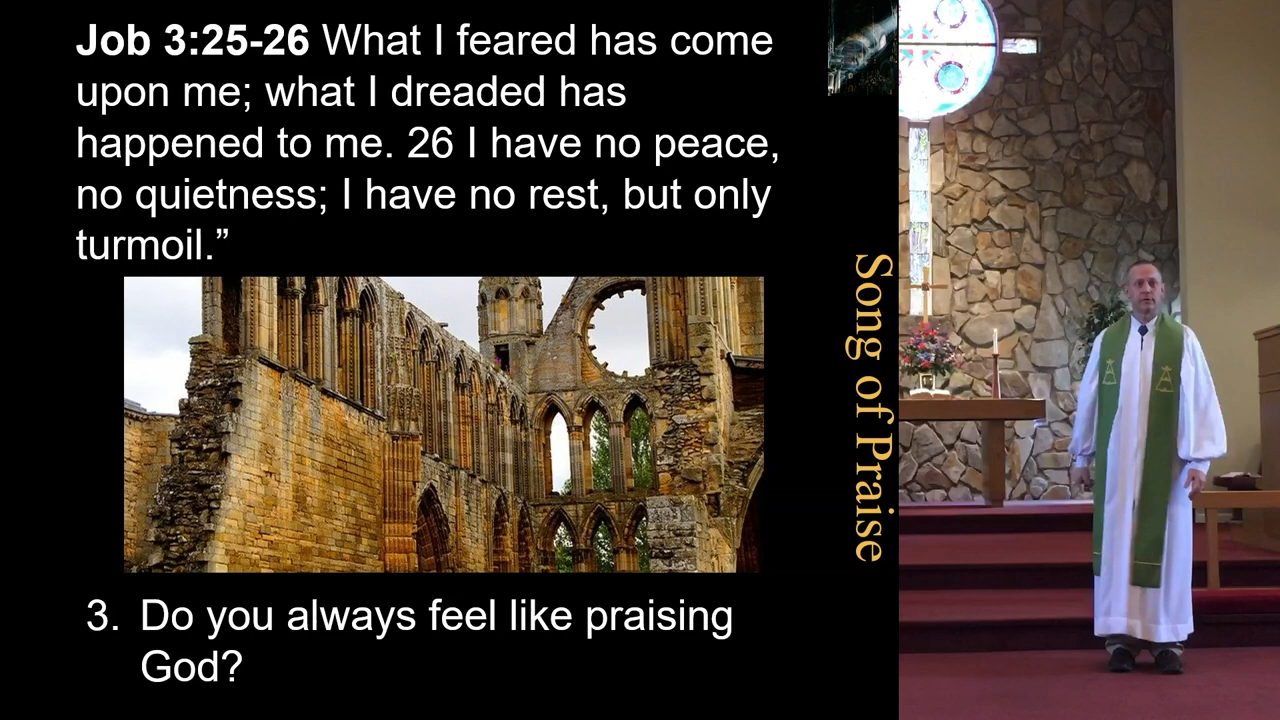 Job 3:25-26 What I feared has come
upon me; what I dreaded has
happened to me. 26 I have no peace,
no quietness; I have no rest, but only
turmoil.”
Song of Praise
3. Do you always feel like praising
God?